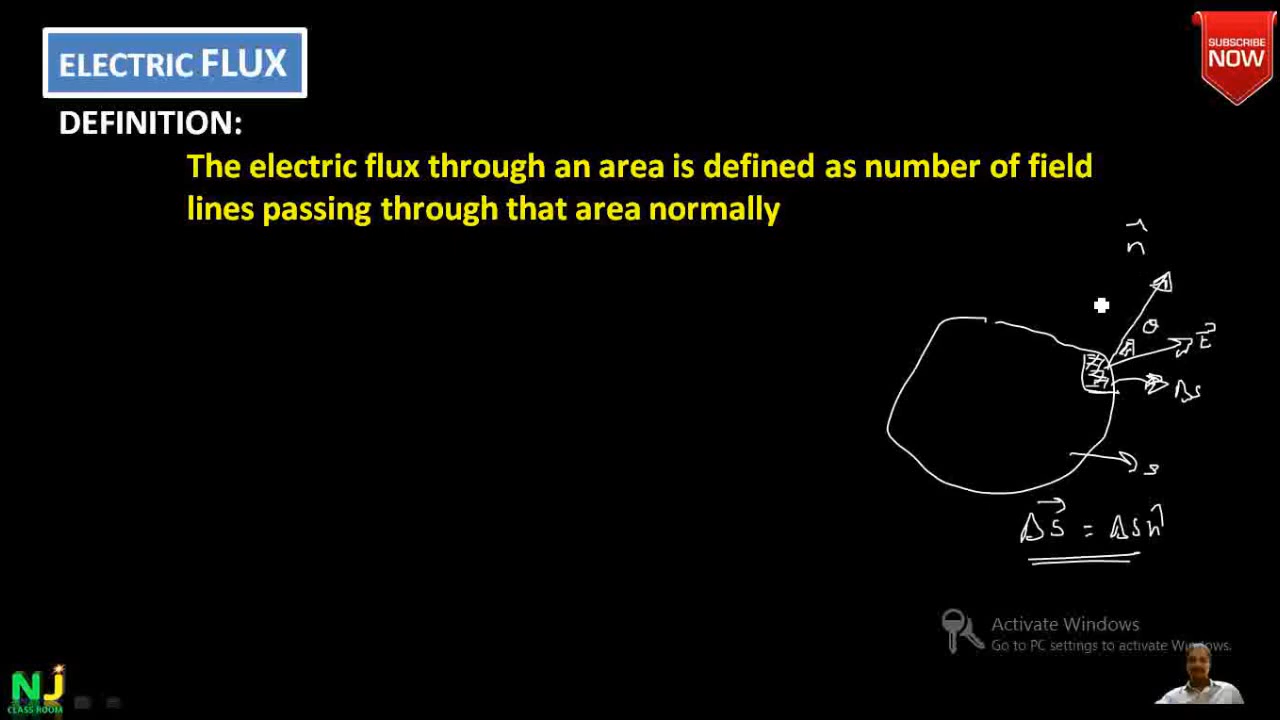 ELECTRIC FLUX
SUBSCRIBE
NOW
DEFINITION:
The electric flux through an area is defined as number of field
lines passing through that area normally
n̂
θ
E⃗
ΔS
S
ΔS⃗ = ΔS n̂
Activate Windows
Go to PC settings to activate Windows.
NJ
CLASS ROOM